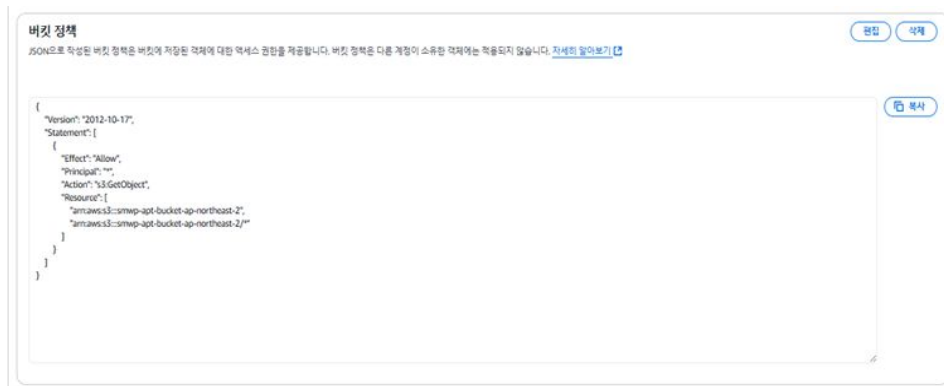 버킷 정책
편집
삭제
JSON으로 작성된 버킷 정책은 버킷에 저장된 객체에 대한 액세스 권한을 제공합니다. 버킷 정책은 다른 계정이 소유한 객체에는 적용되지 않습니다. 자세히 알아보기
복사
{
"Version": "2012-10-17",
"Statement": [
{
"Effect": "Allow",
"Principal": "*",
"Action": "s3:GetObject",
"Resource": [
"arn:aws:s3:::smwp-apt-bucket-ap-northeast-2",
"arn:aws:s3:::smwp-apt-bucket-ap-northeast-2/*"
]
}
]
}